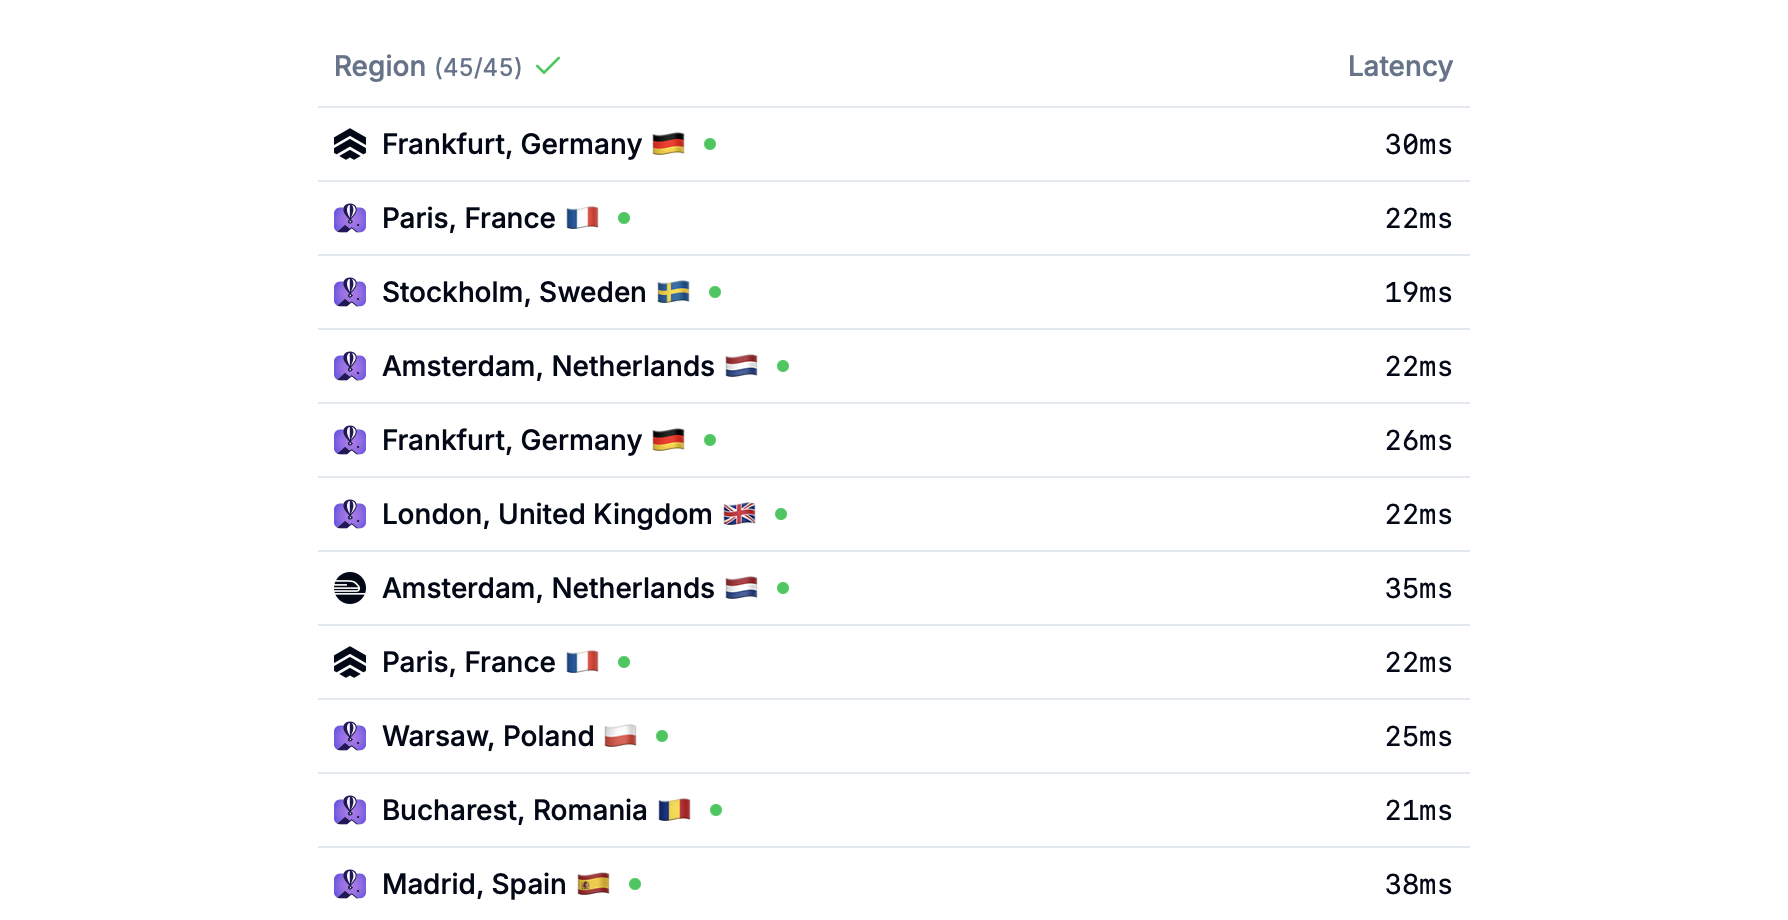 Region (45/45) Latency
Frankfurt, Germany 30ms
Paris, France 22ms
Stockholm, Sweden 19ms
Amsterdam, Netherlands 22ms
Frankfurt, Germany 26ms
London, United Kingdom 22ms
Amsterdam, Netherlands 35ms
Paris, France 22ms
Warsaw, Poland 25ms
Bucharest, Romania 21ms
Madrid, Spain 38ms